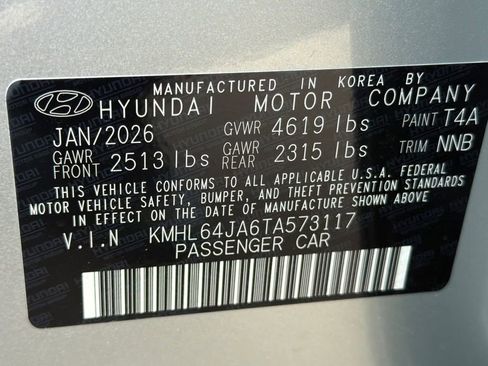 MANUFACTURED IN KOREA BY
HYUNDAI MOTOR COMPANY
JAN/2026 GVWR 4619 lbs PAINT T4A
GAWR FRONT 2513 lbs GAWR REAR 2315 lbs TRIM NNB
THIS VEHICLE CONFORMS TO ALL APPLICABLE U.S.A. FEDERAL
MOTOR VEHICLE SAFETY, BUMPER, AND THEFT PREVENTION STANDARDS
IN EFFECT ON THE DATE OF MANUFACTURE SHOWN ABOVE.
V.I.N KMHL64JA6TA573117
PASSENGER CAR